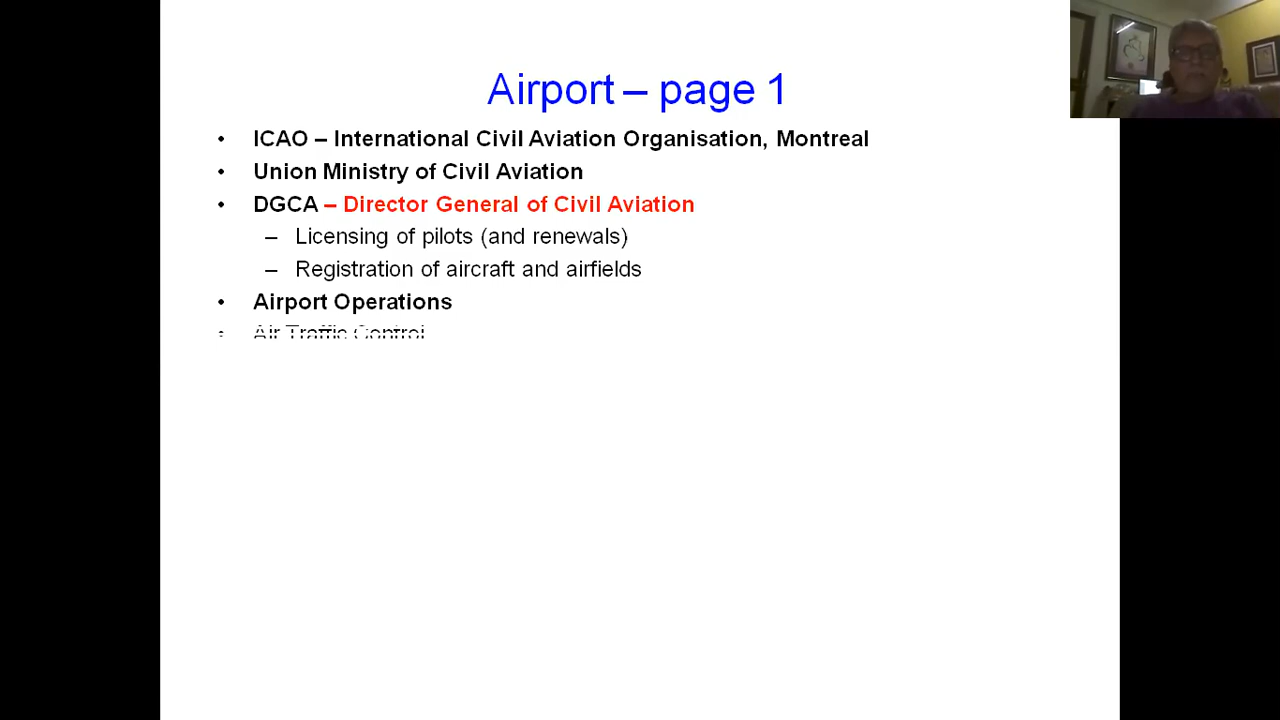 Airport – page 1
• ICAO – International Civil Aviation Organisation, Montreal
• Union Ministry of Civil Aviation
• DGCA – Director General of Civil Aviation
– Licensing of pilots (and renewals)
– Registration of aircraft and airfields
• Airport Operations
• Air Traffic Control